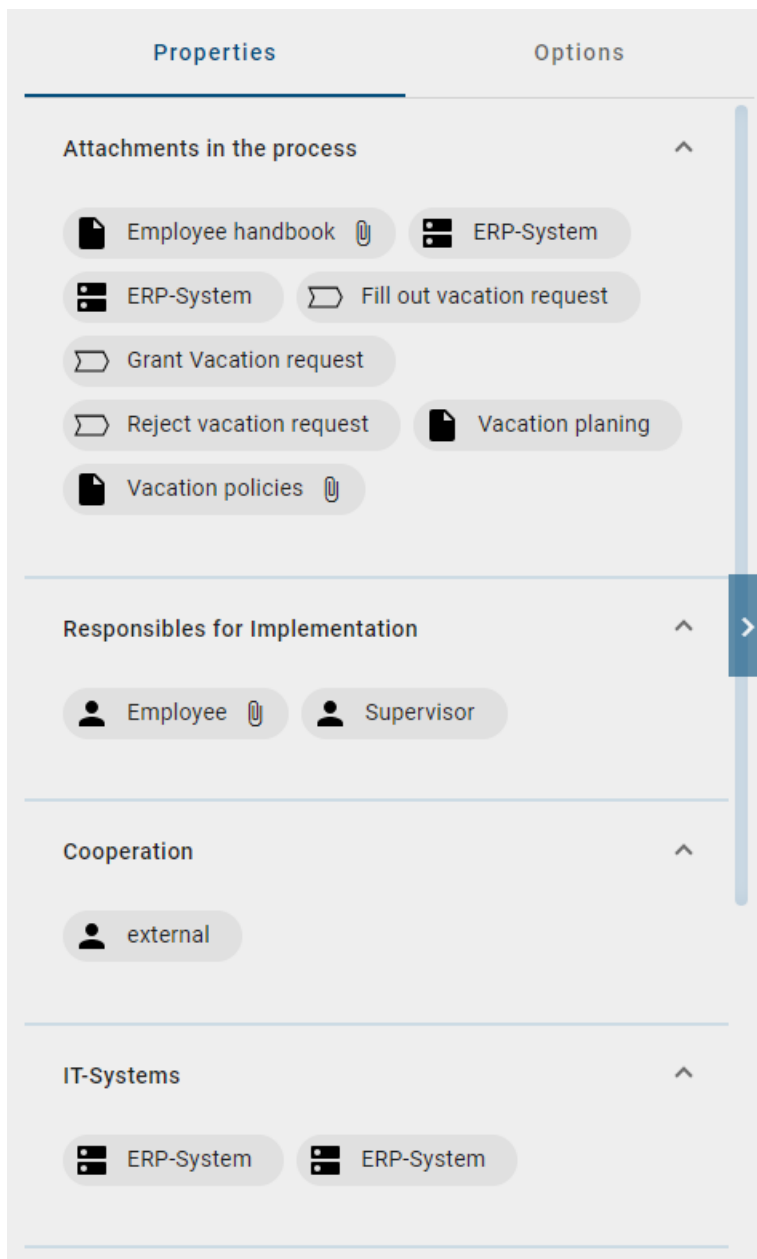 Properties Options
Attachments in the process
Employee handbook ERP-System
ERP-System Fill out vacation request
Grant Vacation request
Reject vacation request Vacation planing
Vacation policies
Responsibles for Implementation
Employee Supervisor
Cooperation
external
IT-Systems
ERP-System ERP-System